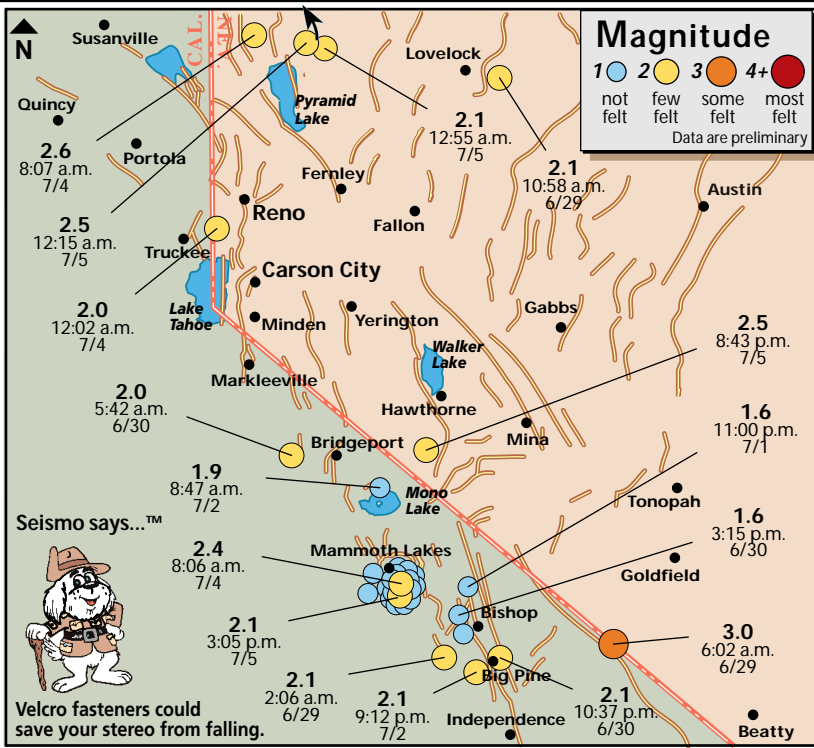 N
Susanville
CAL.
NEV
Lovelock
Magnitude
1 2 3 4+
not felt
few felt
some felt
most felt
Data are preliminary
Quincy
Pyramid
Lake
2.1
12:55 a.m.
7/5
2.6
8:07 a.m.
7/4
Portola
Fernley
2.1
10:58 a.m.
6/29
Austin
2.5
12:15 a.m.
7/5
Reno
Fallon
Truckee
Carson City
Lake
Tahoe
2.0
12:02 a.m.
7/4
Minden
Yerington
Gabbs
Walker
Lake
2.5
8:43 p.m.
7/5
Markleeville
2.0
5:42 a.m.
6/30
Hawthorne
Mina
1.6
11:00 p.m.
7/1
Bridgeport
1.9
8:47 a.m.
7/2
Mono
Lake
Tonopah
Seismo says...™
1.6
3:15 p.m.
6/30
2.4
8:06 a.m.
7/4
Mammoth Lakes
Goldfield
Bishop
2.1
3:05 p.m.
7/5
3.0
6:02 a.m.
6/29
2.1
2:06 a.m.
6/29
2.1
9:12 p.m.
7/2
Big Pine
2.1
10:37 p.m.
6/30
Independence
Beatty
Velcro fasteners could
save your stereo from falling.